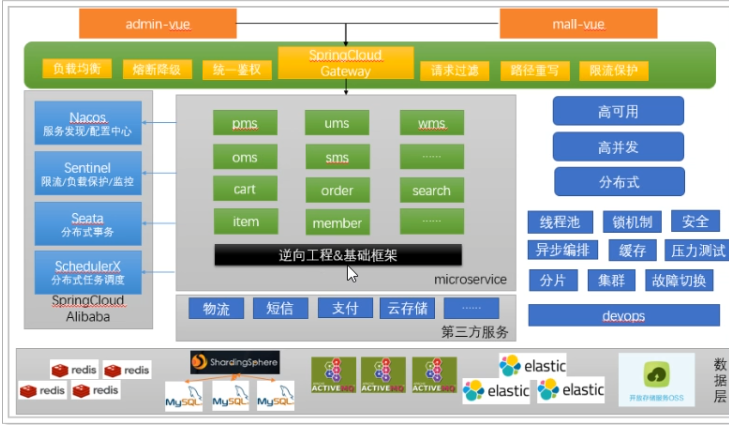 admin-vue
mall-vue
负载均衡
熔断降级
统一鉴权
SpringCloud
Gateway
请求过滤
路径重写
限流保护
Nacos
服务发现/配置中心
Sentinel
限流/负载保护/监控
Seata
分布式事务
SchedulerX
分布式任务调度
SpringCloud
Alibaba
pms
ums
wms
oms
sms
......
cart
order
search
item
member
......
逆向工程&基础框架
microservice
物流
短信
支付
云存储
......
第三方服务
高可用
高并发
分布式
线程池
锁机制
安全
异步编排
缓存
压力测试
分片
集群
故障切换
devops
redis
redis
redis
redis
ShardingSphere
MySQL
MySQL
MySQL
ACTIVEMQ
ACTIVEMQ
ACTIVEMQ
elastic
elastic
elastic
开放存储服务OSS
数据层